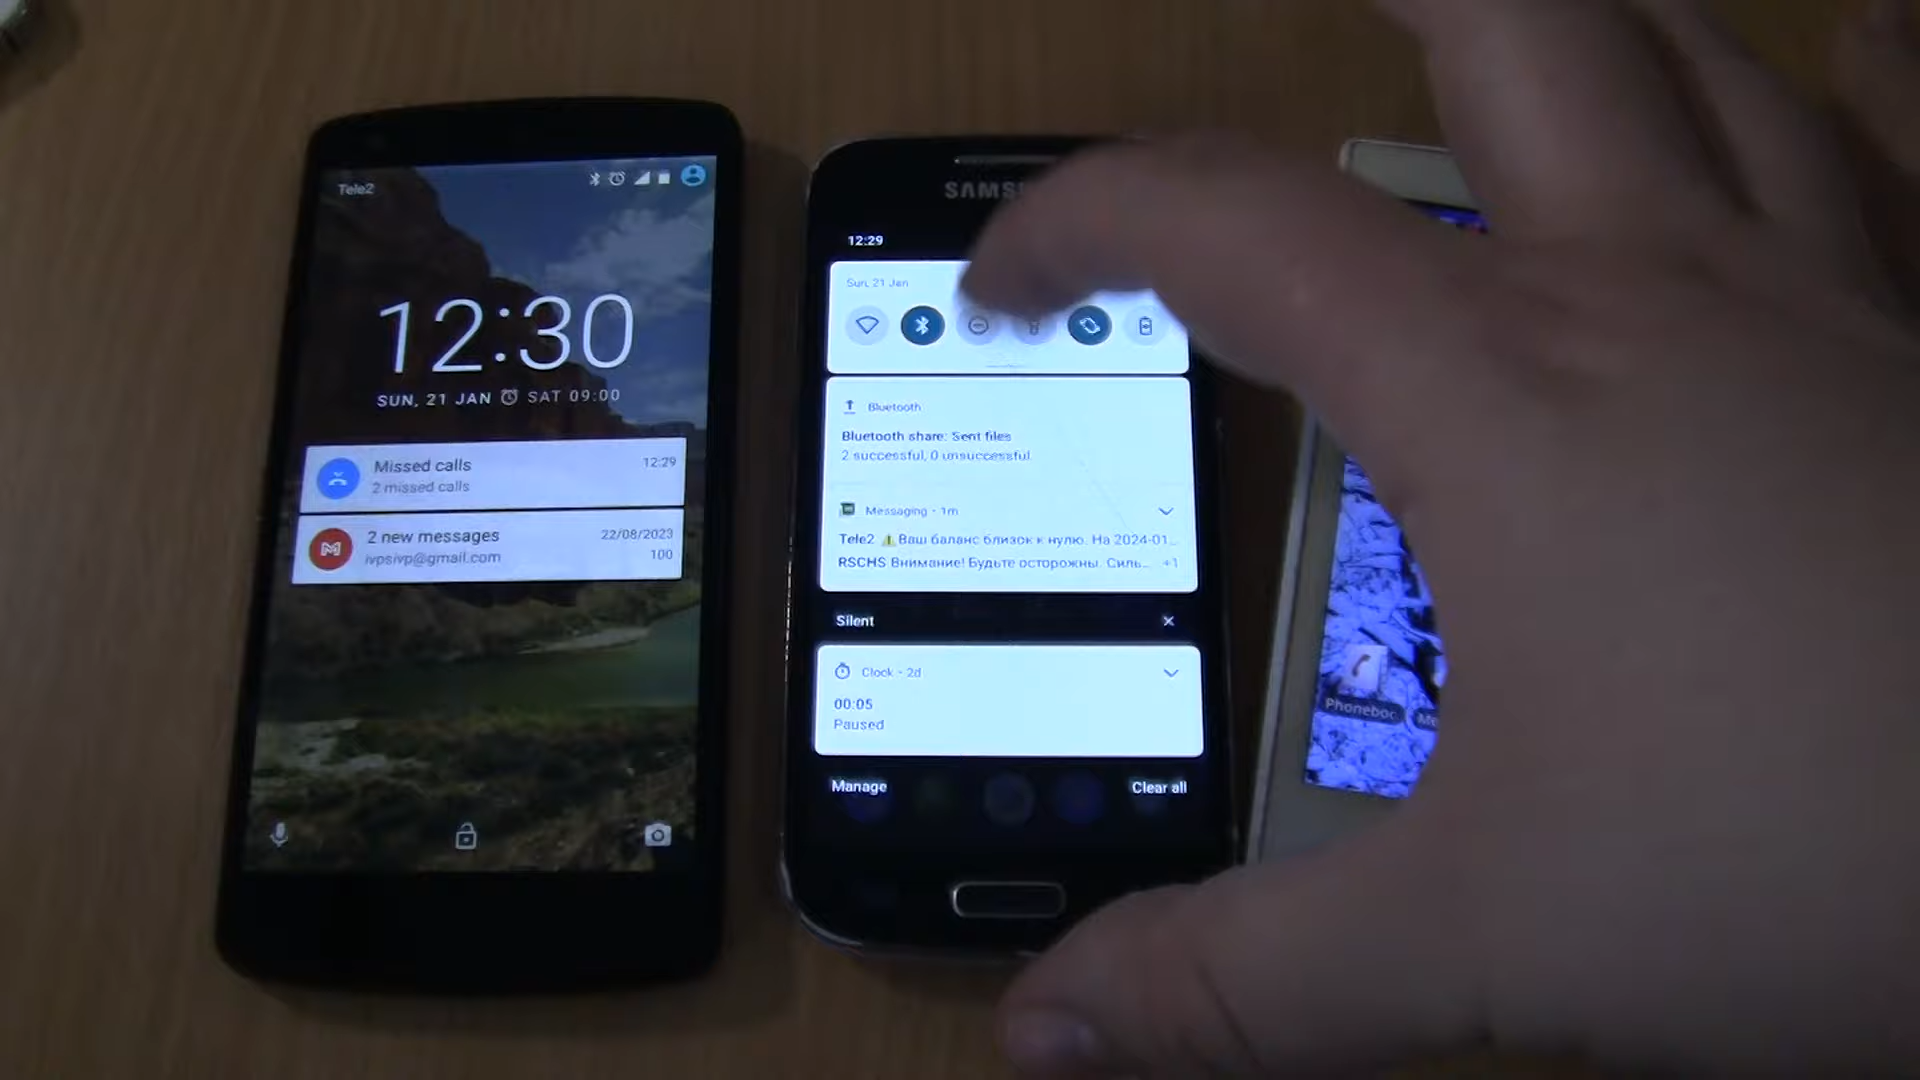 Tele2
12:30
SUN, 21 JAN SAT 09:00
Missed calls 12:29
2 missed calls
2 new messages 22/08/2023
ivpsivp@gmail.com 100
12:29
Sun, 21 Jan
Bluetooth
Bluetooth share: Sent files
2 successful, 0 unsuccessful.
Messaging • 1m
Tele2 ⚠Ваш баланс близок к нулю. На 2024-01...
RSCHS Внимание! Будьте осторожны. Силь... +1
Silent
Clock • 2d
00:05
Paused
Manage Clear all